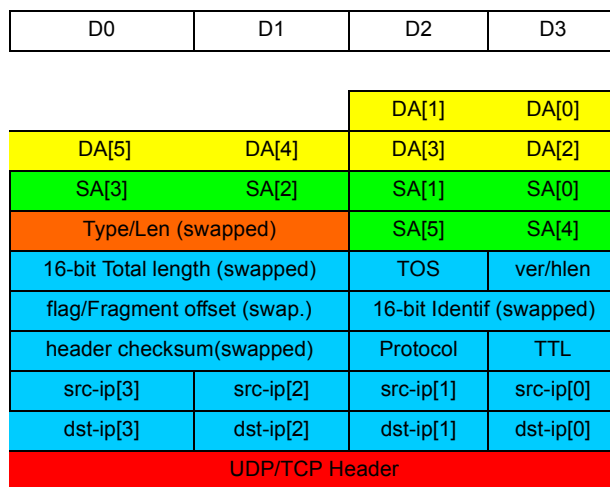 D0 D1 D2 D3
DA[1] DA[0]
DA[5] DA[4] DA[3] DA[2]
SA[3] SA[2] SA[1] SA[0]
Type/Len (swapped) SA[5] SA[4]
16-bit Total length (swapped) TOS ver/hlen
flag/Fragment offset (swap.) 16-bit Identif (swapped)
header checksum(swapped) Protocol TTL
src-ip[3] src-ip[2] src-ip[1] src-ip[0]
dst-ip[3] dst-ip[2] dst-ip[1] dst-ip[0]
UDP/TCP Header